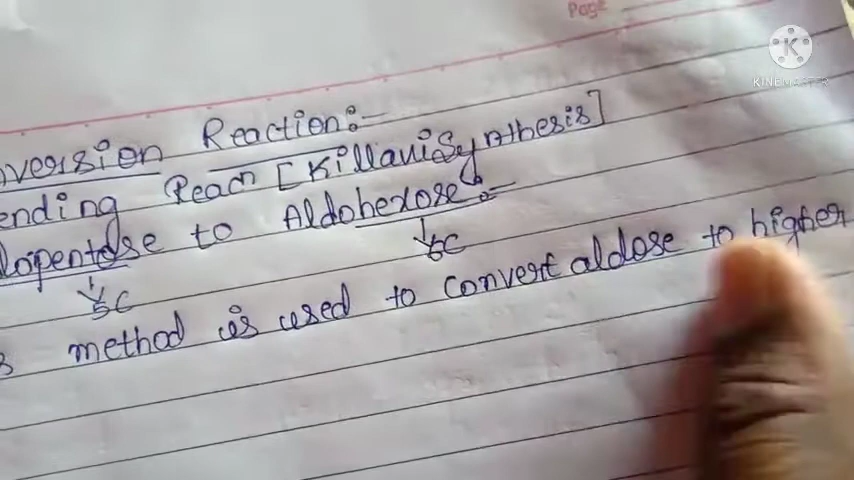 Page
KINEMASTER
version Reaction:-
ending Reacn [Killani Synthesis]
lopentose to Aldohexose :-
5C 6C
s method is used to convert aldose to higher